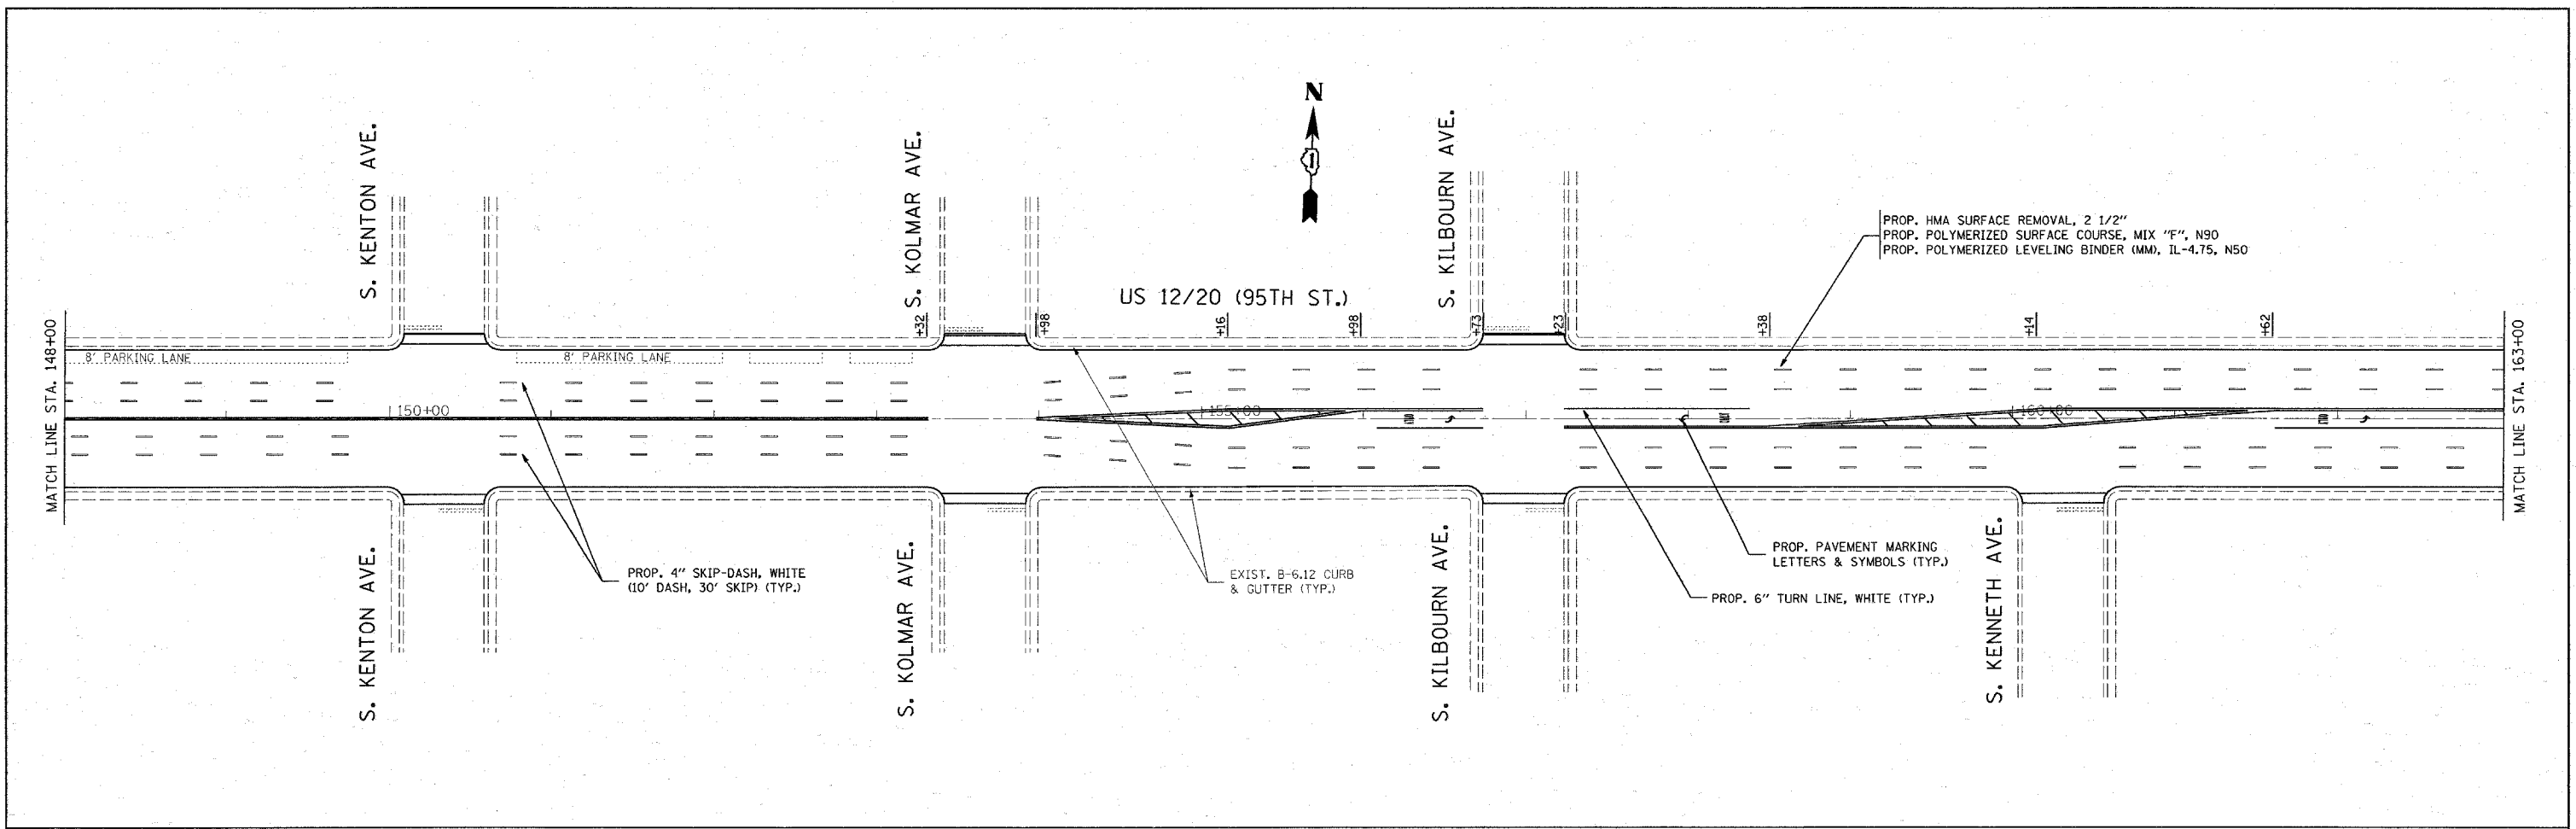 N
S. KENTON AVE.
S. KOLMAR AVE.
S. KILBOURN AVE.
PROP. HMA SURFACE REMOVAL, 2 1/2"
PROP. POLYMERIZED SURFACE COURSE, MIX "F", N90
PROP. POLYMERIZED LEVELING BINDER (MM), IL-4.75, N50
US 12/20 (95TH ST.)
+32
+98
+16
+98
+73
+23
+38
+14
+62
MATCH LINE STA. 148+00
8' PARKING LANE
8' PARKING LANE
150+00
155+00
160+00
MATCH LINE STA. 163+00
PROP. 4" SKIP-DASH, WHITE
(10' DASH, 30' SKIP) (TYP.)
EXIST. B-6.12 CURB
& GUTTER (TYP.)
PROP. PAVEMENT MARKING
LETTERS & SYMBOLS (TYP.)
PROP. 6" TURN LINE, WHITE (TYP.)
S. KENTON AVE.
S. KOLMAR AVE.
S. KILBOURN AVE.
S. KENNETH AVE.